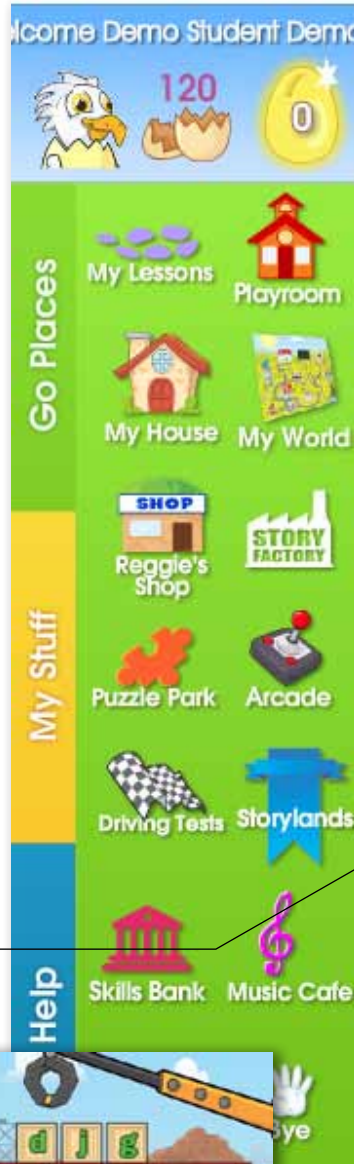 lcome Demo Student Demo
120
0
Go Places
My Lessons
Playroom
My House
My World
SHOP
Reggie's
Shop
STORY
FACTORY
My Stuff
Puzzle Park
Arcade
Driving Tests
Storylands
Help
Skills Bank
Music Cafe
Bye
d j g